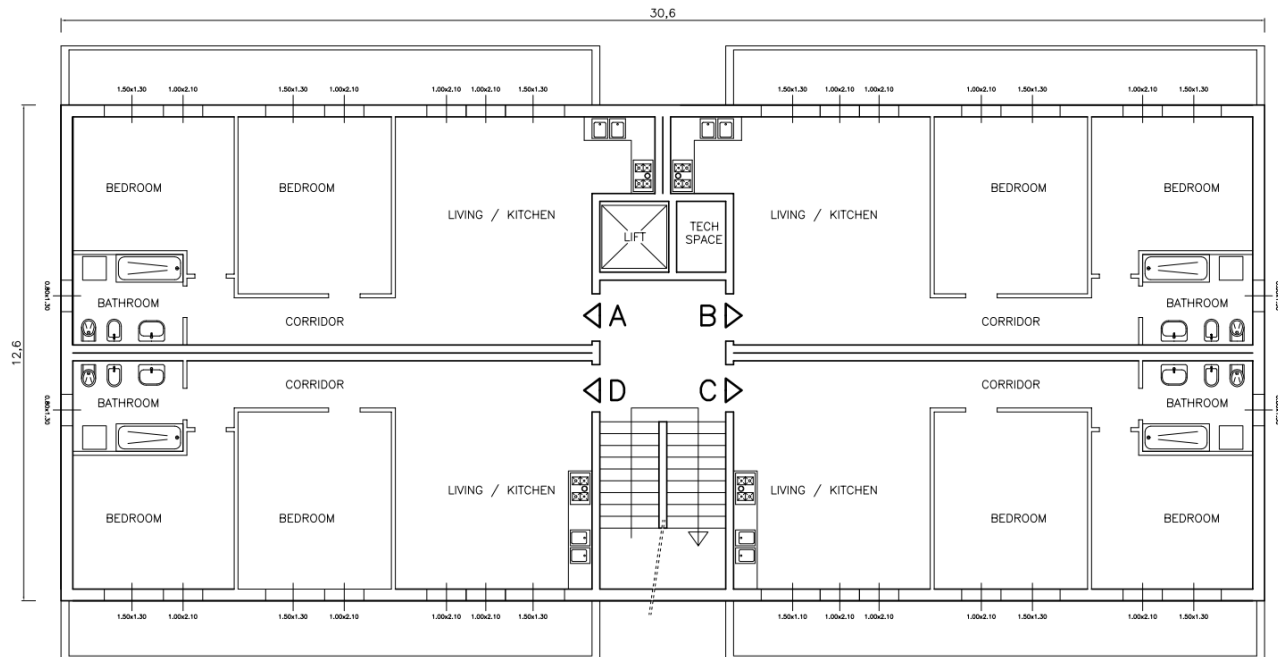 30,6
1.50x1.30 1.00x2.10 1.50x1.30 1.00x2.10 1.00x2.10 1.00x2.10 1.50x1.30 1.50x1.30 1.00x2.10 1.00x2.10 1.00x2.10 1.50x1.30 1.00x2.10 1.50x1.30
BEDROOM BEDROOM BEDROOM BEDROOM
LIVING / KITCHEN LIVING / KITCHEN
LIFT
TECH
SPACE
0.80x1.30
BATHROOM BATHROOM
CORRIDOR A B CORRIDOR
12,6
CORRIDOR D C CORRIDOR
BATHROOM BATHROOM
0.80x1.30
LIVING / KITCHEN LIVING / KITCHEN
BEDROOM BEDROOM BEDROOM BEDROOM
1.50x1.30 1.00x2.10 1.50x1.30 1.00x2.10 1.00x2.10 1.00x2.10 1.50x1.30 1.50x1.10 1.00x2.10 1.00x2.10 1.00x2.10 1.50x1.30 1.00x2.10 1.50x1.30